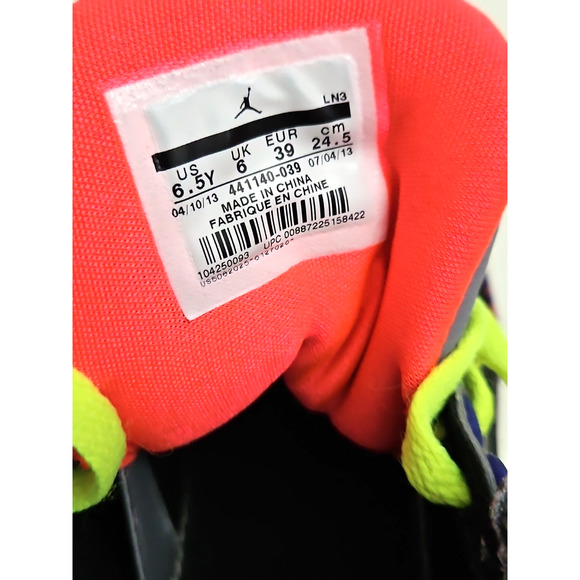 LN3
US UK EUR cm
6.5Y 6 39 24.5
04/10/13 441140-039 07/04/13
MADE IN CHINA
FABRIQUE EN CHINE
104250093 UPC 00887225158422